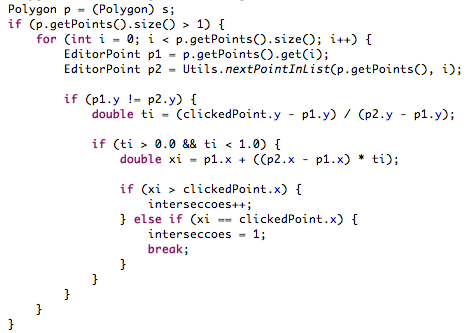 Polygon p = (Polygon) s;
if (p.getPoints().size() > 1) {
    for (int i = 0; i < p.getPoints().size(); i++) {
        EditorPoint p1 = p.getPoints().get(i);
        EditorPoint p2 = Utils.nextPointInList(p.getPoints(), i);

        if (p1.y != p2.y) {
            double ti = (clickedPoint.y - p1.y) / (p2.y - p1.y);

            if (ti > 0.0 && ti < 1.0) {
                double xi = p1.x + ((p2.x - p1.x) * ti);

                if (xi > clickedPoint.x) {
                    interseccoes++;
                } else if (xi == clickedPoint.x) {
                    interseccoes = 1;
                    break;
                }
            }
        }
    }
}